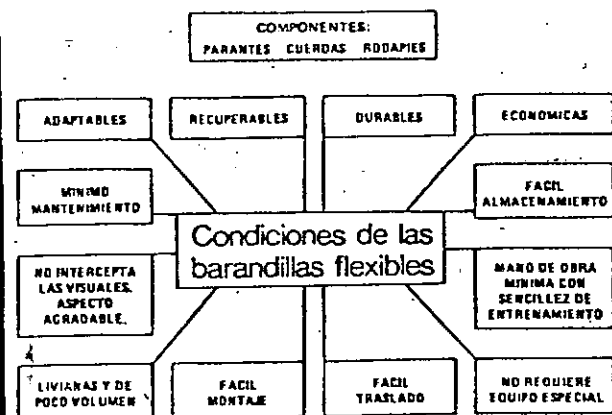 COMPONENTES:
PARANTES CUERDAS RODAPIES
ADAPTABLES
RECUPERABLES
DURABLES
ECONOMICAS
MINIMO
MANTENIMIENTO
FACIL
ALMACENAMIENTO
Condiciones de las
barandillas flexibles
NO INTERCEPTA
LAS VISUALES.
ASPECTO
AGRADABLE.
MANO DE OBRA
MINIMA CON
SENCILLEZ DE
ENTRENAMIENTO
LIVIANAS Y DE
POCO VOLUMEN
FACIL
MONTAJE
FACIL
TRASLADO
NO REQUIERE
EQUIPO ESPECIAL